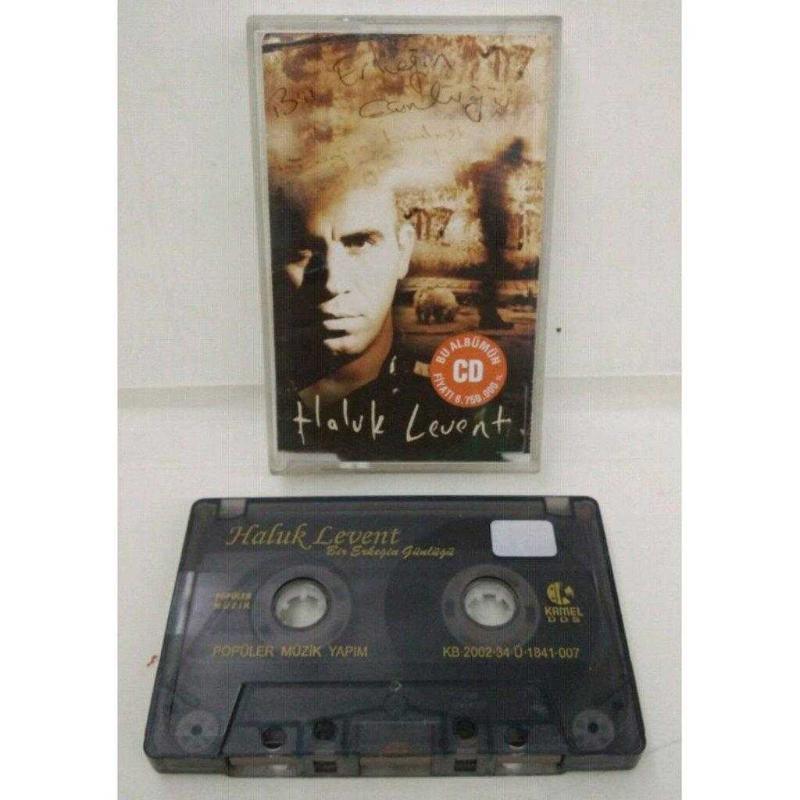 Bir Erkeğin
Günlüğü
Haluk Levent
BU ALBÜMÜN
CD
FİYATI 6.750.000 TL
Haluk Levent
Bir Erkeğin Günlüğü
POPÜLER
MÜZİK
KAMEL
DDS
POPÜLER MÜZİK YAPIM
KB·2002·34·Ü·1841-007